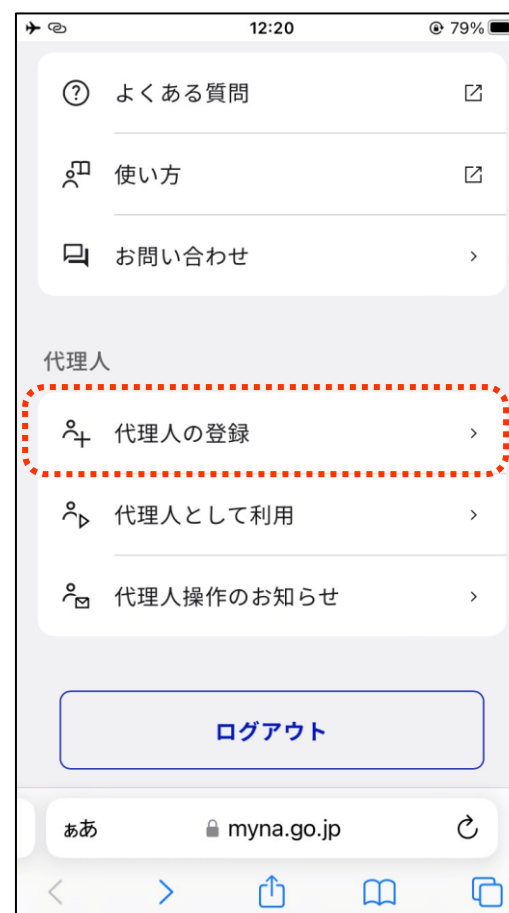 12:20
79%
よくある質問
使い方
お問い合わせ
代理人
代理人の登録
代理人として利用
代理人操作のお知らせ
ログアウト
ぁあ
myna.go.jp